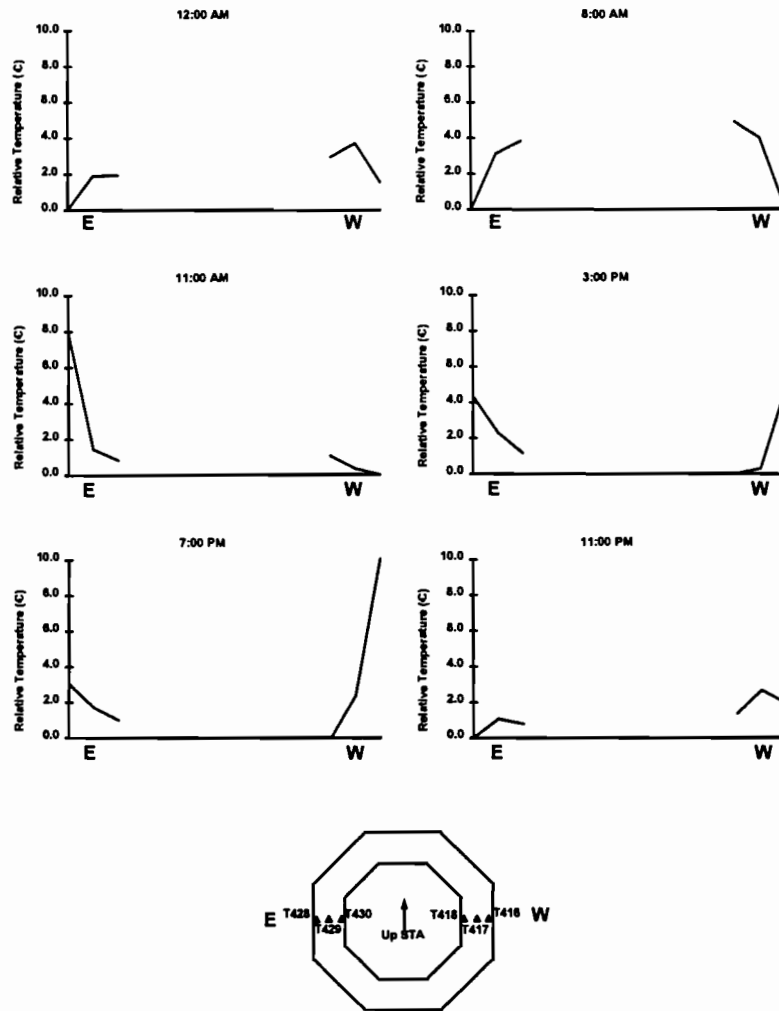 12:00 AM
Relative Temperature (C)
10.0
8.0
6.0
4.0
2.0
0.0
E
W
8:00 AM
Relative Temperature (C)
10.0
8.0
6.0
4.0
2.0
0.0
E
W
11:00 AM
Relative Temperature (C)
10.0
8.0
6.0
4.0
2.0
0.0
E
W
3:00 PM
Relative Temperature (C)
10.0
8.0
6.0
4.0
2.0
0.0
E
W
7:00 PM
Relative Temperature (C)
10.0
8.0
6.0
4.0
2.0
0.0
E
W
11:00 PM
Relative Temperature (C)
10.0
8.0
6.0
4.0
2.0
0.0
E
W
E
T428
T430
T429
Up STA
T418
T416
T417
W